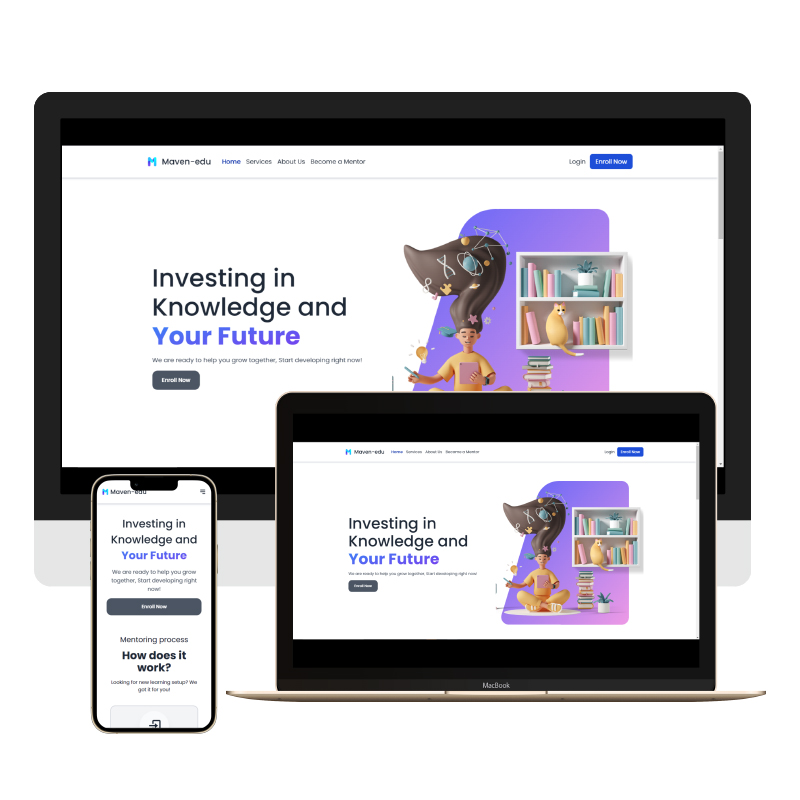 Maven-edu Home Services About Us Become a Mentor Login Enroll Now
Investing in
Knowledge and
Your Future
We are ready to help you grow together, Start developing right now!
Enroll Now
Maven-edu Home Services About Us Become a Mentor Login Enroll Now
Investing in
Knowledge and
Your Future
We are ready to help you grow together, Start developing right now!
Enroll Now
MacBook
Maven-edu
Investing in
Knowledge and
Your Future
We are ready to help you grow
together, Start developing right
now!
Enroll Now
Mentoring process
How does it
work?
Looking for new learning setup? We
got it for you!